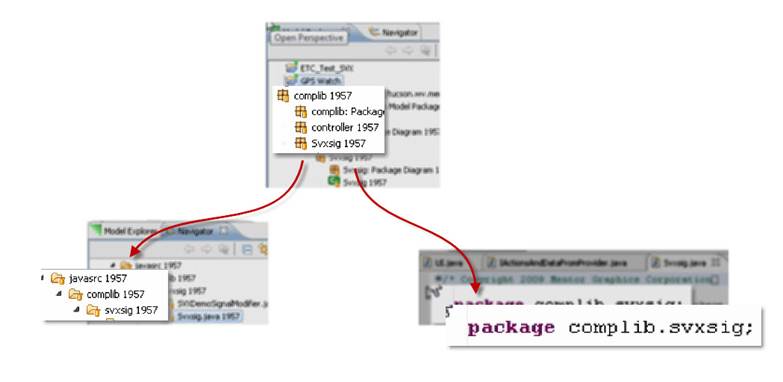 Open Perspective Navigator
ETC_Test_SVX
GPS Watch
complib 1957
complib: Package
Model Package
controller 1957
Package Diagram 195
Svxsig 1957
Svxsig 1957
Svxsig: Package Diagram 1
Svxsig 1957
Model Explorer Navigator
javasrc 1957
javasrc 1957
complib 1957
svxsig 1957
SVXDemoSignalModifier.j
Svxsig.java 1957
UI.java IActionsAndDataFromProvider.java Svxsig.java
/* Copyright 2009 Mentor Graphics Corporation
package complib.svxsig;
package complib.svxsig;